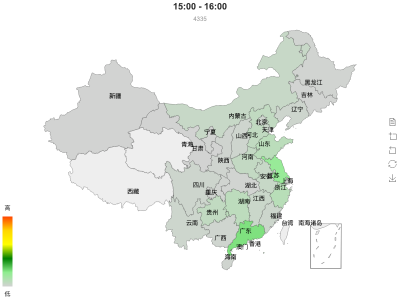 15:00 - 16:00
4335
黑龙江
吉林
新疆
辽宁
内蒙古
北京
天津
宁夏
山西
河北
山东
青海
甘肃
陕西
河南
安徽
江苏
上海
四川
湖北
浙江
西藏
重庆
湖南
江西
贵州
福建
云南
台湾
南海诸岛
广东
广西
香港
澳门
海南
高
低